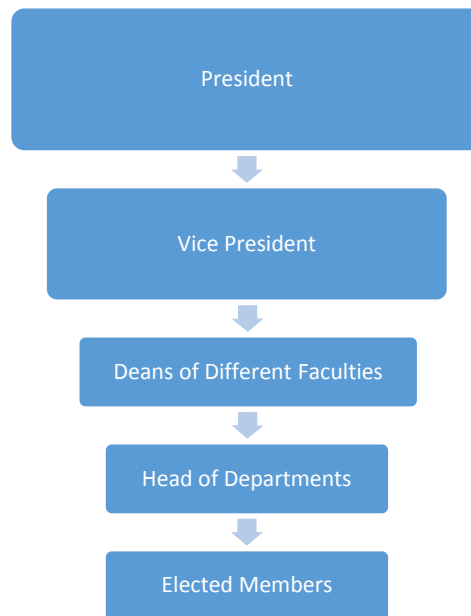 President
Vice President
Deans of Different Faculties
Head of Departments
Elected Members